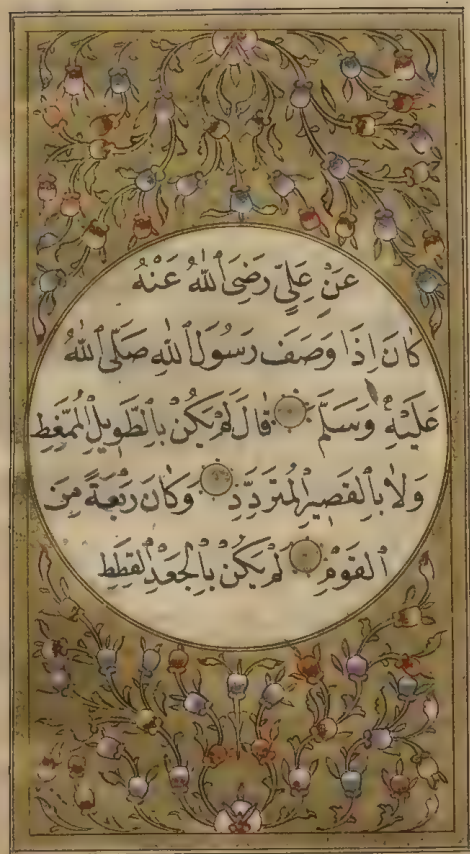 عَنْ عَلِيٍّ رَضِيَ اللّٰهُ عَنْهُ
كَانَ اِذَا وَصَفَ رَسُولَ اللّٰهِ صَلَّى اللّٰهُ
عَلَيْهِ وَسَلَّمَ قَالَ لَمْ يَكُنْ بِالطَّوِيلِ الْمُمَّغِطِ
وَلَا بِالْقَصِيرِ الْمُتَرَدِّدِ وَكَانَ رَبْعَةً مِنَ
الْقَوْمِ لَمْ يَكُنْ بِالْجَعْدِ الْقَطَطِ